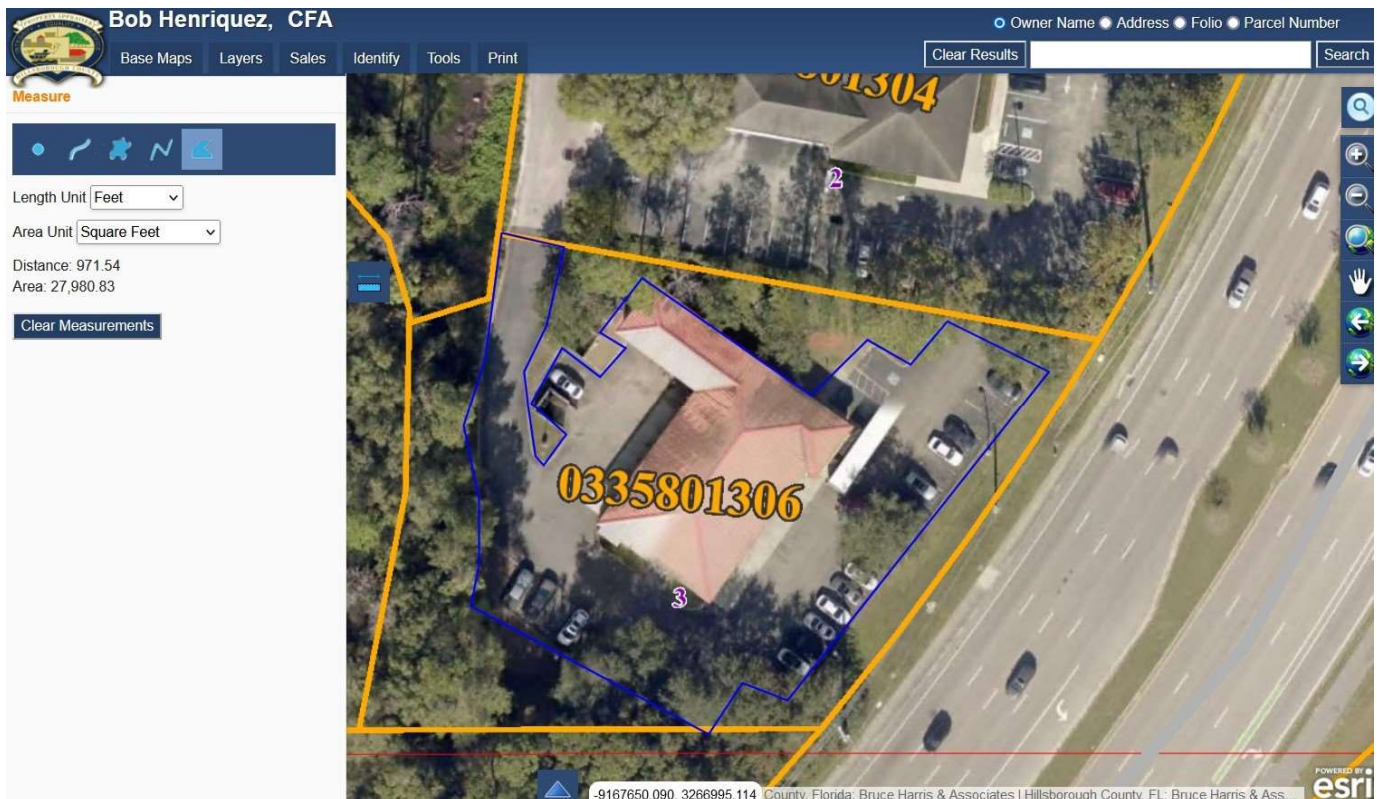 Bob Henriquez, CFA
Owner Name Address Folio Parcel Number
Base Maps Layers Sales Identify Tools Print
Clear Results Search
Measure
Length Unit Feet
Area Unit Square Feet
Distance: 971.54
Area: 27,980.83
Clear Measurements
2
0335801306
3
-9167650.090, 3266995.114 County, Florida; Bruce Harris & Associates | Hillsborough County, FL; Bruce Harris & Ass...
POWERED BY
esri